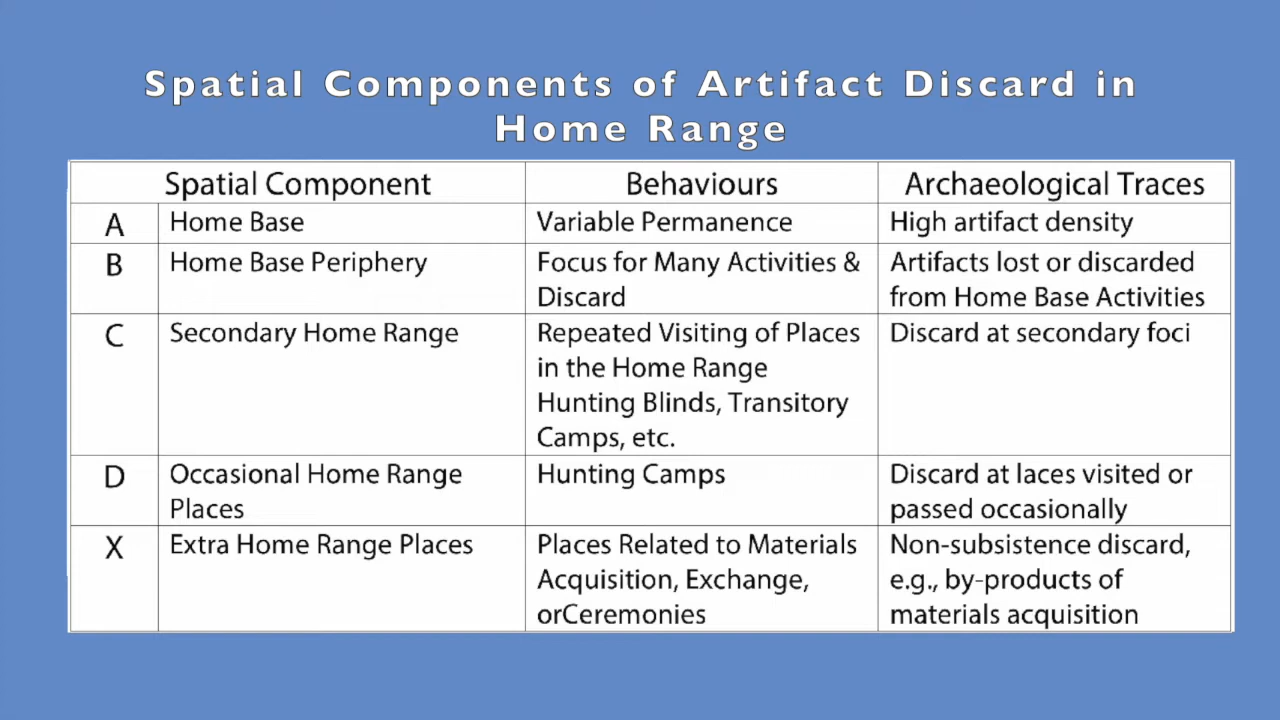 Spatial Components of Artifact Discard in
Home Range
Spatial Component Behaviours Archaeological Traces
A Home Base Variable Permanence High artifact density
B Home Base Periphery Focus for Many Activities & Artifacts lost or discarded
Discard from Home Base Activities
C Secondary Home Range Repeated Visiting of Places Discard at secondary foci
in the Home Range
Hunting Blinds, Transitory
Camps, etc.
D Occasional Home Range Hunting Camps Discard at laces visited or
Places passed occasionally
X Extra Home Range Places Places Related to Materials Non-subsistence discard,
Acquisition, Exchange, e.g., by-products of
orCeremonies materials acquisition